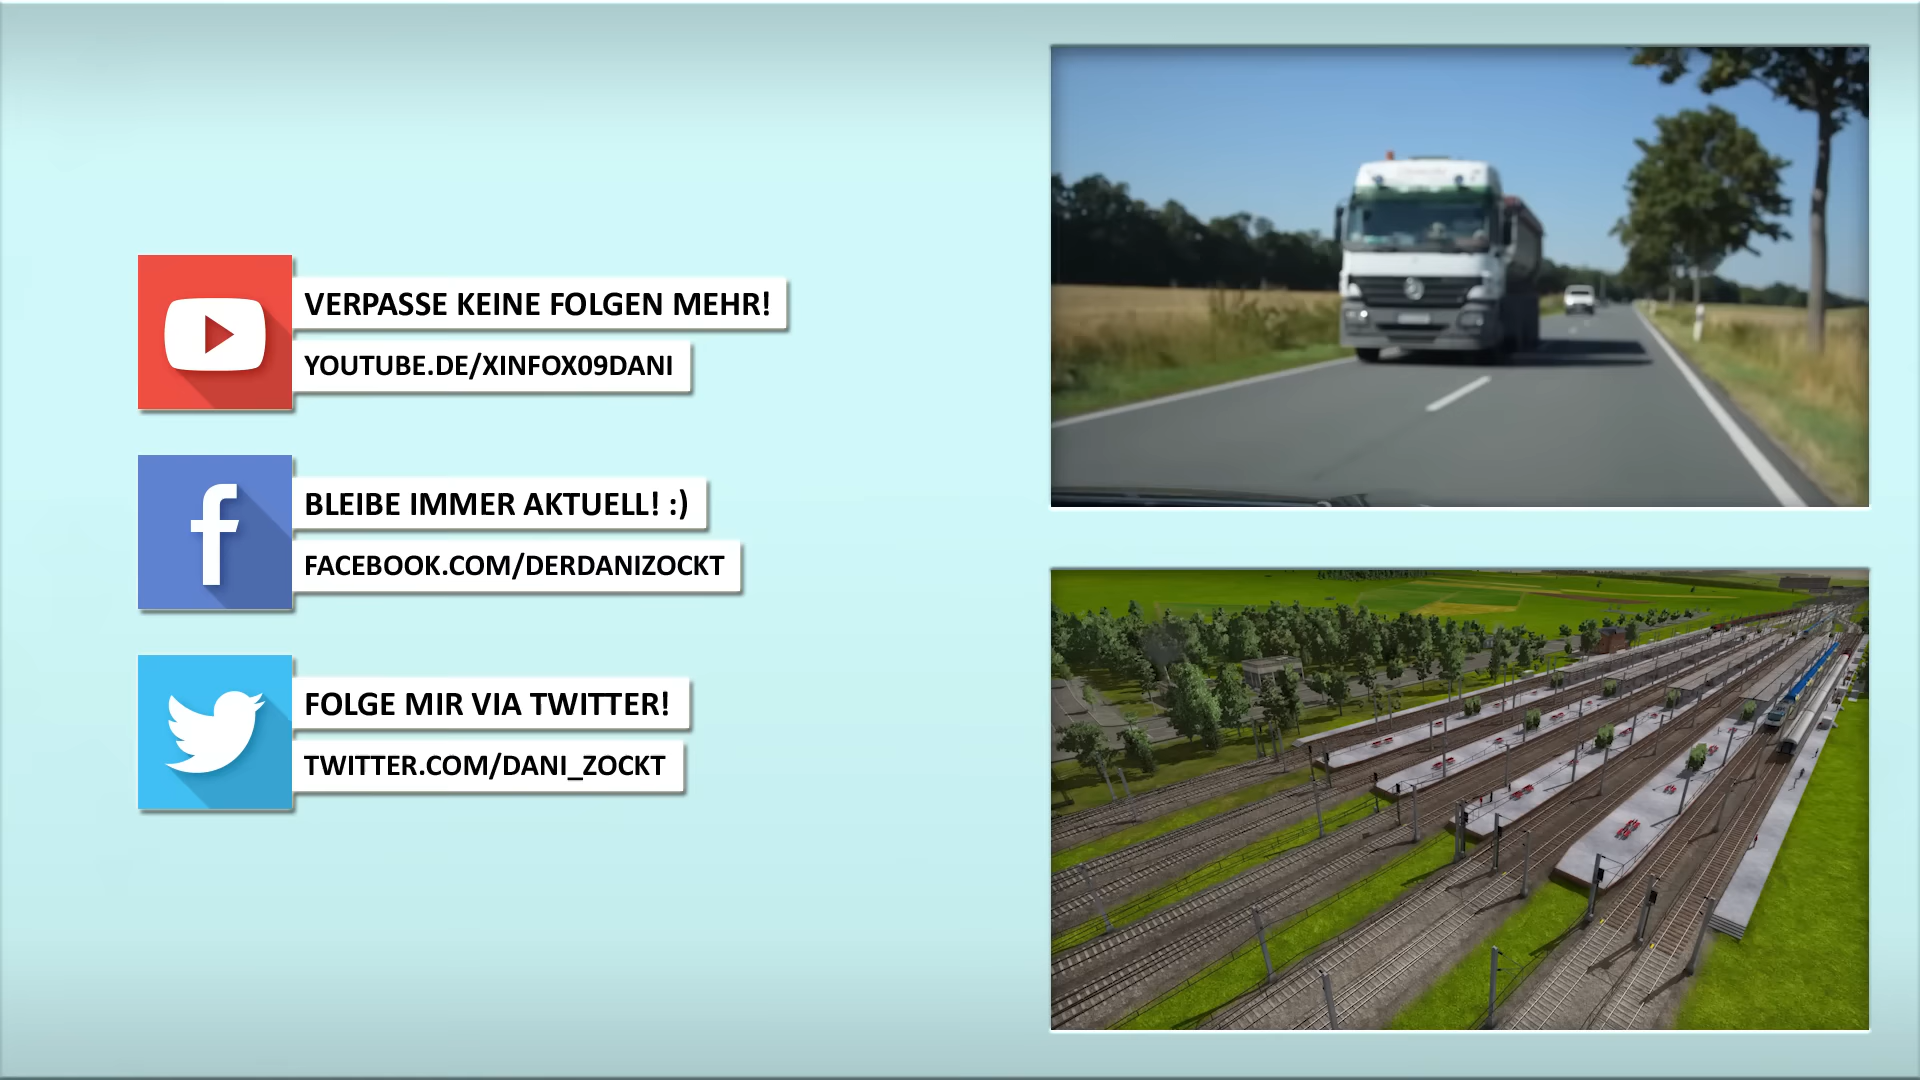 VERPASSE KEINE FOLGEN MEHR!
YOUTUBE.DE/XINFOX09DANI
BLEIBE IMMER AKTUELL! :)
FACEBOOK.COM/DERDANIZOCKT
FOLGE MIR VIA TWITTER!
TWITTER.COM/DANI_ZOCKT